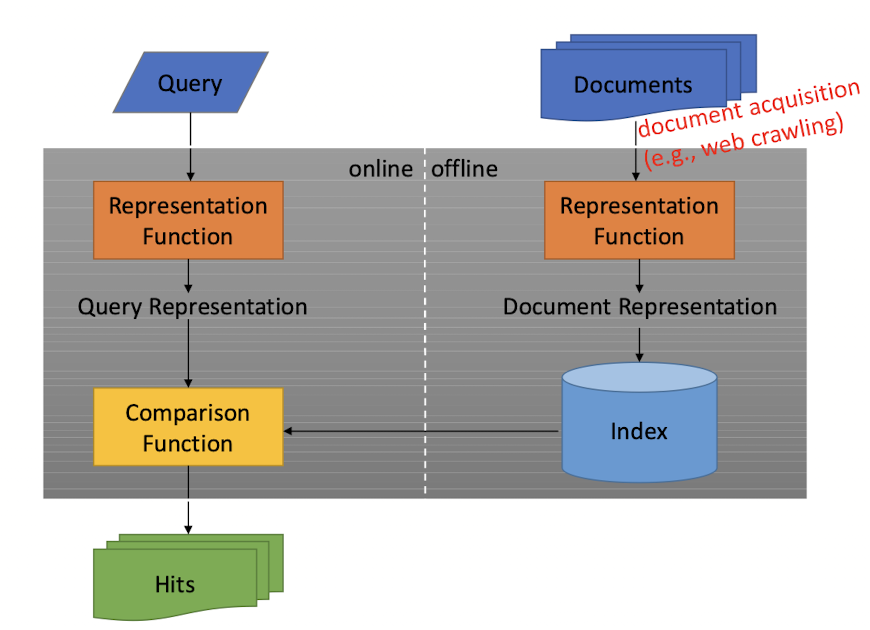 Query
Documents
document acquisition
(e.g., web crawling)
online
offline
Representation
Function
Representation
Function
Query Representation
Document Representation
Comparison
Function
Index
Hits